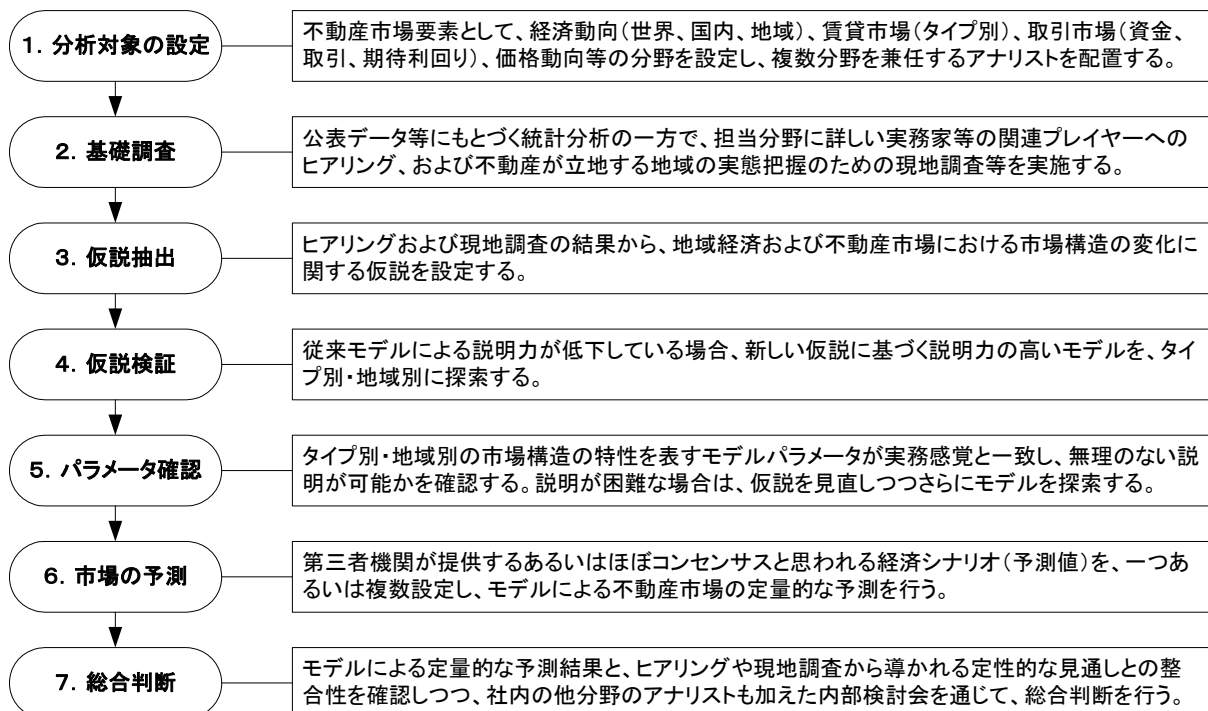 1. 分析対象の設定
不動産市場要素として、経済動向(世界、国内、地域)、賃貸市場(タイプ別)、取引市場(資金、
取引、期待利回り)、価格動向等の分野を設定し、複数分野を兼任するアナリストを配置する。
2. 基礎調査
公表データ等にもとづく統計分析の一方で、担当分野に詳しい実務家等の関連プレイヤーへの
ヒアリング、および不動産が立地する地域の実態把握のための現地調査等を実施する。
3. 仮説抽出
ヒアリングおよび現地調査の結果から、地域経済および不動産市場における市場構造の変化に
関する仮説を設定する。
4. 仮説検証
従来モデルによる説明力が低下している場合、新しい仮説に基づく説明力の高いモデルを、タイ
プ別・地域別に探索する。
5. パラメータ確認
タイプ別・地域別の市場構造の特性を表すモデルパラメータが実務感覚と一致し、無理のない説
明が可能かを確認する。説明が困難な場合は、仮説を見直しつつさらにモデルを探索する。
6. 市場の予測
第三者機関が提供するあるいはほぼコンセンサスと思われる経済シナリオ(予測値)を、一つあ
るいは複数設定し、モデルによる不動産市場の定量的な予測を行う。
7. 総合判断
モデルによる定量的な予測結果と、ヒアリングや現地調査から導かれる定性的な見通しとの整
合性を確認しつつ、社内の他分野のアナリストも加えた内部検討会を通じて、総合判断を行う。